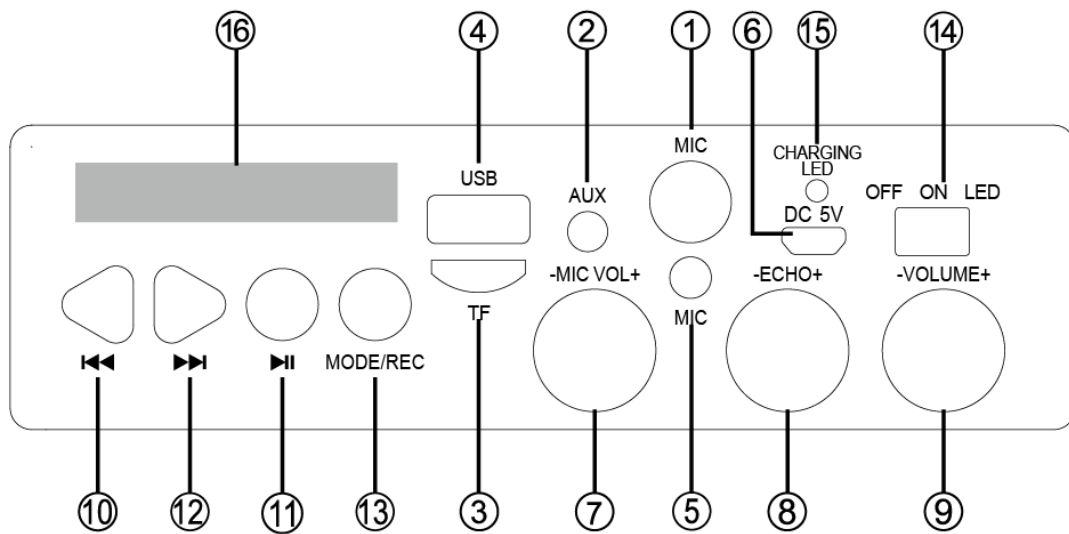 ⑯ ④ ② ① ⑥ ⑮ ⑭
MIC
CHARGING
LED
USB
AUX
OFF ON LED
DC 5V
-MIC VOL+
-ECHO+
-VOLUME+
TF
MIC
MODE/REC
⑩ ⑫ ⑪ ⑬ ③ ⑦ ⑤ ⑧ ⑨